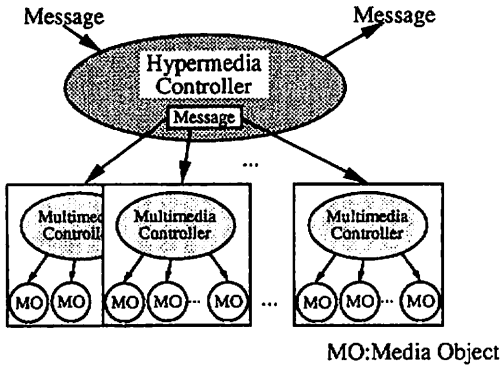 Message
Message
Hypermedia
Controller
Message
...
Multimedia
Multimedia
Multimedia
Controller
Controller
Controller
MO MO MO MO ... MO ... MO MO ... MO
MO:Media Object